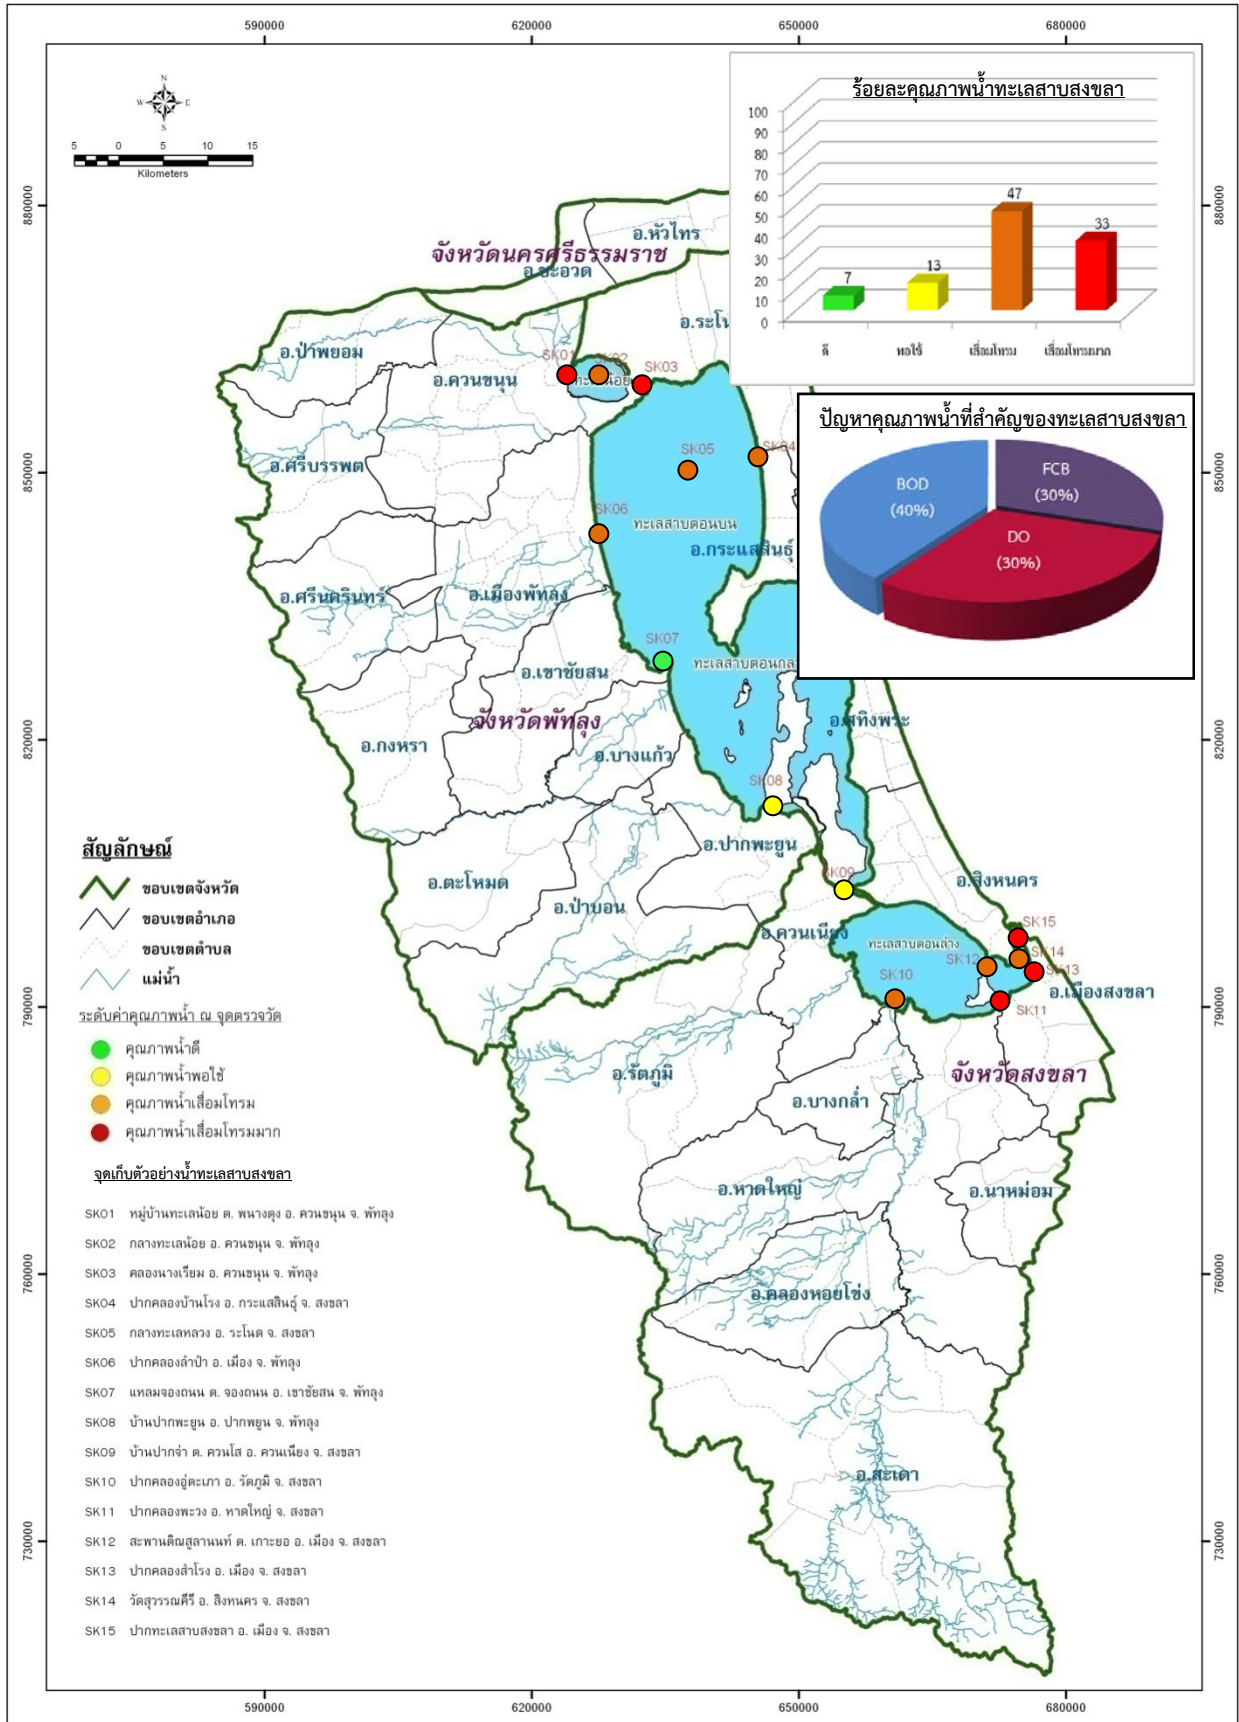 590000
620000
650000
680000
N
W
E
S
5 0 5 10 15
Kilometers
880000
850000
820000
790000
760000
730000
880000
850000
820000
790000
760000
730000
ร้อยละคุณภาพน้ำทะเลสาบสงขลา
100
90
80
70
60
50
40
30
20
10
0
7
13
47
33
ดี
พอใช้
เสื่อมโทรม
เสื่อมโทรมมาก
ปัญหาคุณภาพน้ำที่สำคัญของทะเลสาบสงขลา
BOD
(40%)
FCB
(30%)
DO
(30%)
อ.หัวไทร
จังหวัดนครศรีธรรมราช
อ.ชะอวด
อ.ระโน
อ.ป่าพยอม
อ.ควนขนุน
SK01
SK02
SK03
ทะเลน้อย
อ.ศรีบรรพต
SK05
SK04
SK06
ทะเลสาบตอนบน
อ.กระแสสินธุ์
อ.ศรีนครินทร์
อ.เมืองพัทลุง
SK07
ทะเลสาบตอนกลา
อ.เขาชัยสน
จังหวัดพัทลุง
อ.สทิงพระ
อ.กงหรา
อ.บางแก้ว
SK08
อ.ปากพะยูน
SK09
อ.ตะโหมด
อ.ป่าบอน
อ.สิงหนคร
อ.ควนเนียง
ทะเลสาบตอนล่าง
SK15
SK14
SK12
SK13
SK10
อ.เมืองสงขลา
SK11
อ.รัตภูมิ
จังหวัดสงขลา
อ.บางกล่ำ
อ.หาดใหญ่
อ.นาหม่อม
อ.คลองหอยโข่ง
อ.สะเดา
สัญลักษณ์
ขอบเขตจังหวัด
ขอบเขตอำเภอ
ขอบเขตตำบล
แม่น้ำ
ระดับค่าคุณภาพน้ำ ณ จุดตรวจวัด
คุณภาพน้ำดี
คุณภาพน้ำพอใช้
คุณภาพน้ำเสื่อมโทรม
คุณภาพน้ำเสื่อมโทรมมาก
จุดเก็บตัวอย่างน้ำทะเลสาบสงขลา
SK01 หมู่บ้านทะเลน้อย ต. พนางตุง อ. ควนขนุน จ. พัทลุง
SK02 กลางทะเลน้อย อ. ควนขนุน จ. พัทลุง
SK03 คลองนางเรียม อ. ควนขนุน จ. พัทลุง
SK04 ปากคลองบ้านโรง อ. กระแสสินธุ์ จ. สงขลา
SK05 กลางทะเลหลวง อ. ระโนด จ. สงขลา
SK06 ปากคลองลำปำ อ. เมือง จ. พัทลุง
SK07 แหลมจองถนน ต. จองถนน อ. เขาชัยสน จ. พัทลุง
SK08 บ้านปากพะยูน อ. ปากพยูน จ. พัทลุง
SK09 บ้านปากจ่า ต. ควนโส อ. ควนเนียง จ. สงขลา
SK10 ปากคลองอู่ตะเภา อ. รัตภูมิ จ. สงขลา
SK11 ปากคลองพะวง อ. หาดใหญ่ จ. สงขลา
SK12 สะพานติณสูลานนท์ ต. เกาะยอ อ. เมือง จ. สงขลา
SK13 ปากคลองสำโรง อ. เมือง จ. สงขลา
SK14 วัดสุวรรณคีรี อ. สิงหนคร จ. สงขลา
SK15 ปากทะเลสาบสงขลา อ. เมือง จ. สงขลา
590000
620000
650000
680000